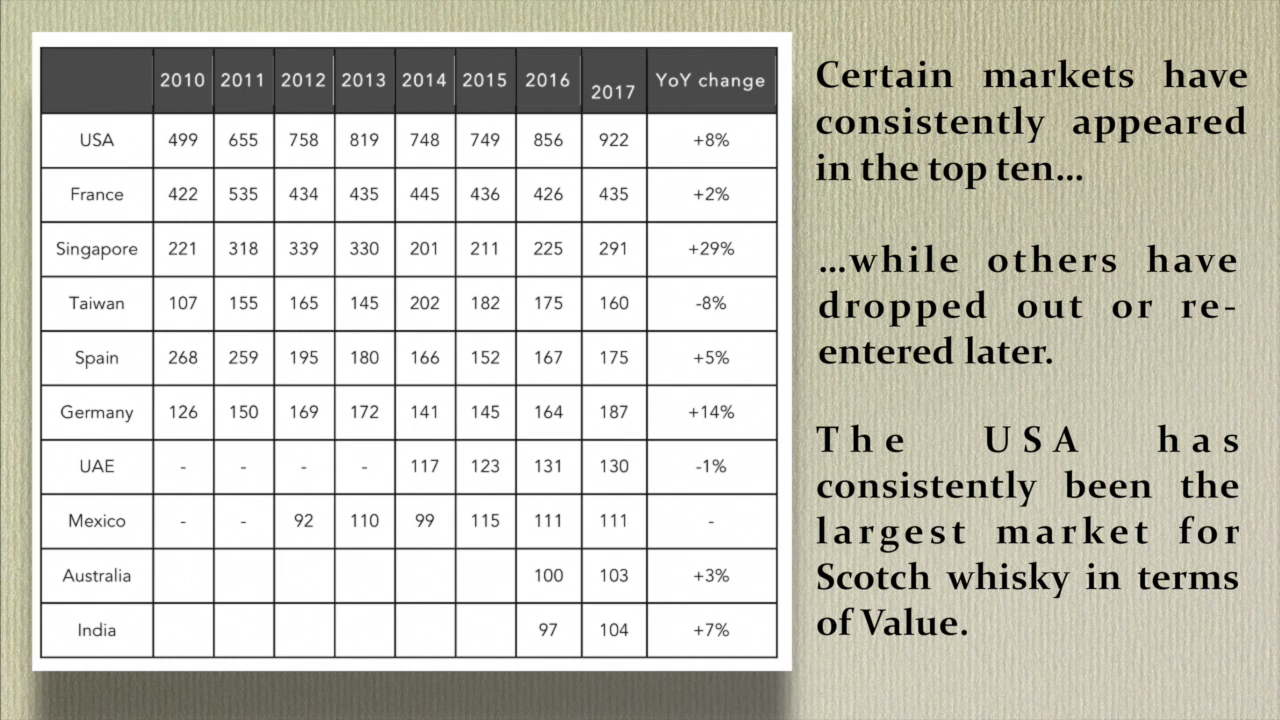 2010 2011 2012 2013 2014 2015 2016 2017 YoY change
USA 499 655 758 819 748 749 856 922 +8%
France 422 535 434 435 445 436 426 435 +2%
Singapore 221 318 339 330 201 211 225 291 +29%
Taiwan 107 155 165 145 202 182 175 160 -8%
Spain 268 259 195 180 166 152 167 175 +5%
Germany 126 150 169 172 141 145 164 187 +14%
UAE - - - - 117 123 131 130 -1%
Mexico - - 92 110 99 115 111 111 -
Australia 100 103 +3%
India 97 104 +7%
Certain markets have
consistently appeared
in the top ten...
...while others have
dropped out or re-
entered later.
The USA has
consistently been the
largest market for
Scotch whisky in terms
of Value.